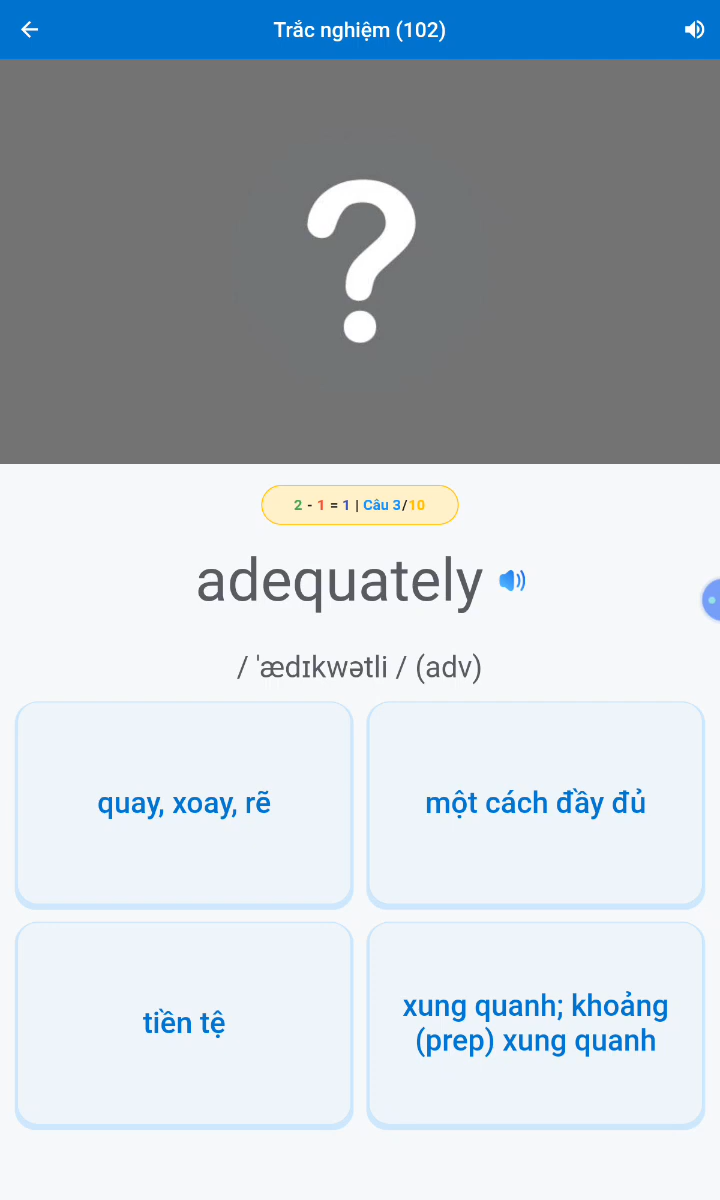 Trắc nghiệm (102)
?
2 - 1 = 1 | Câu 3/10
adequately
/ ˈædɪkwətli / (adv)
quay, xoay, rẽ
một cách đầy đủ
tiền tệ
xung quanh; khoảng
(prep) xung quanh